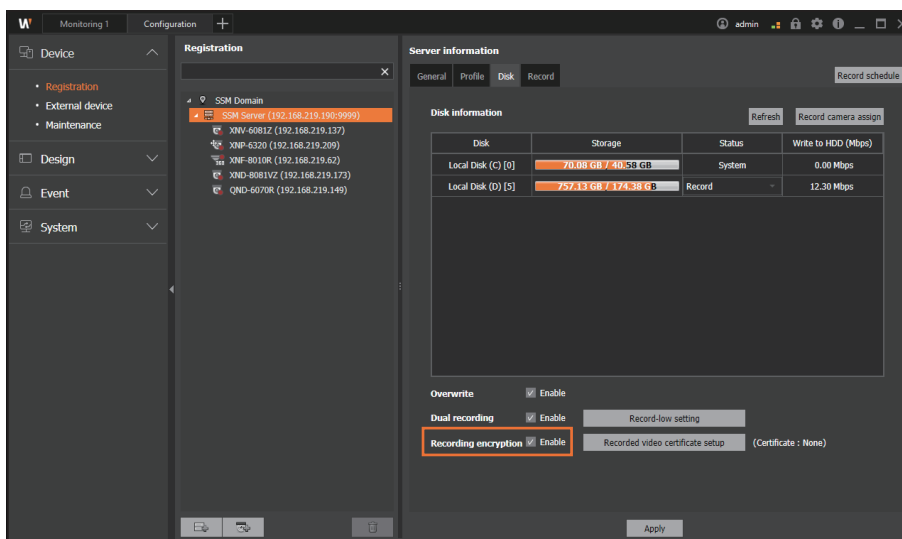 W Monitoring 1 Configuration + admin
Device
• Registration
• External device
• Maintenance
Design
Event
System
Registration
SSM Domain
SSM Server (192.168.219.190:9999)
XNV-6081Z (192.168.219.137)
XNP-6320 (192.168.219.209)
XNF-8010R (192.168.219.62)
XND-8081VZ (192.168.219.173)
QND-6070R (192.168.219.149)
Server information
General Profile Disk Record Record schedule
Disk information Refresh Record camera assign
Disk Storage Status Write to HDD (Mbps)
Local Disk (C) [0] 70.08 GB / 40.58 GB System 0.00 Mbps
Local Disk (D) [5] 757.13 GB / 174.38 GB Record 12.30 Mbps
Overwrite Enable
Dual recording Enable Record-low setting
Recording encryption Enable Recorded video certificate setup (Certificate : None)
Apply